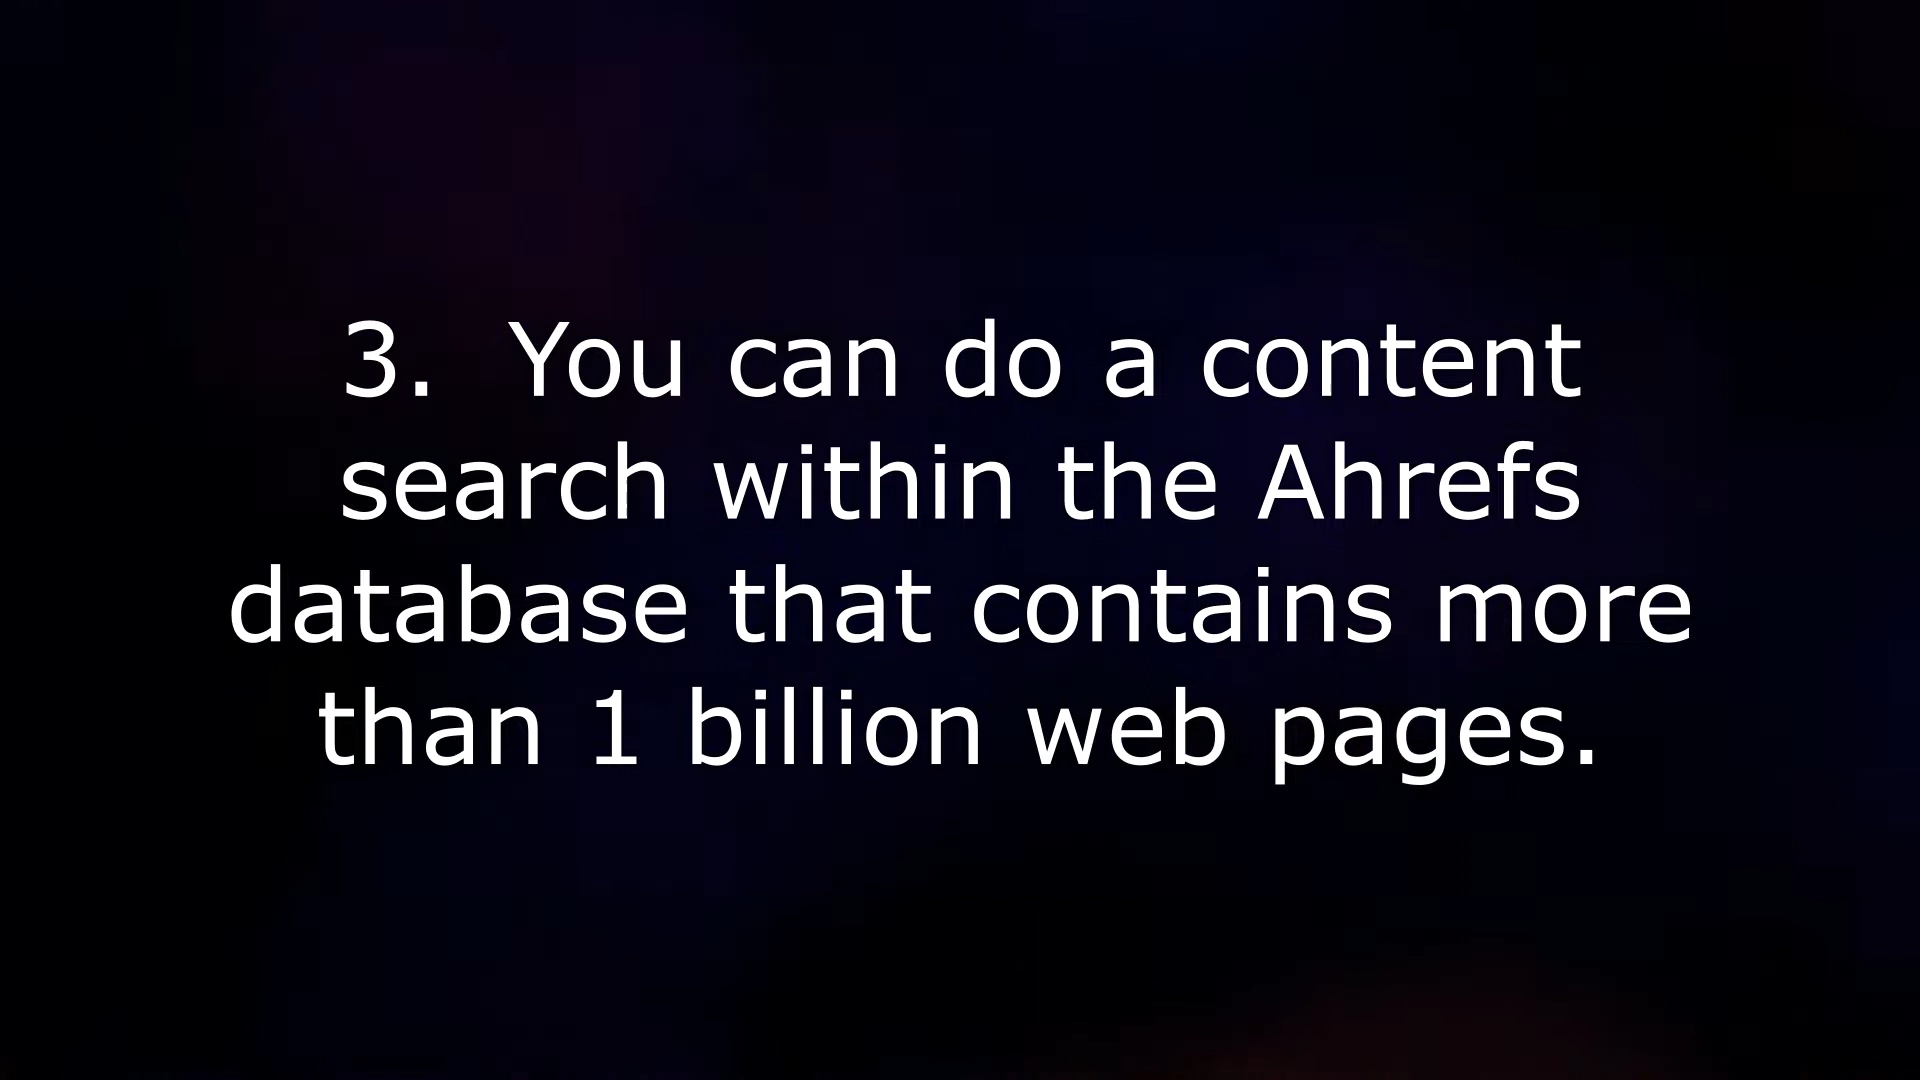 3.  You can do a content
search within the Ahrefs
database that contains more
than 1 billion web pages.